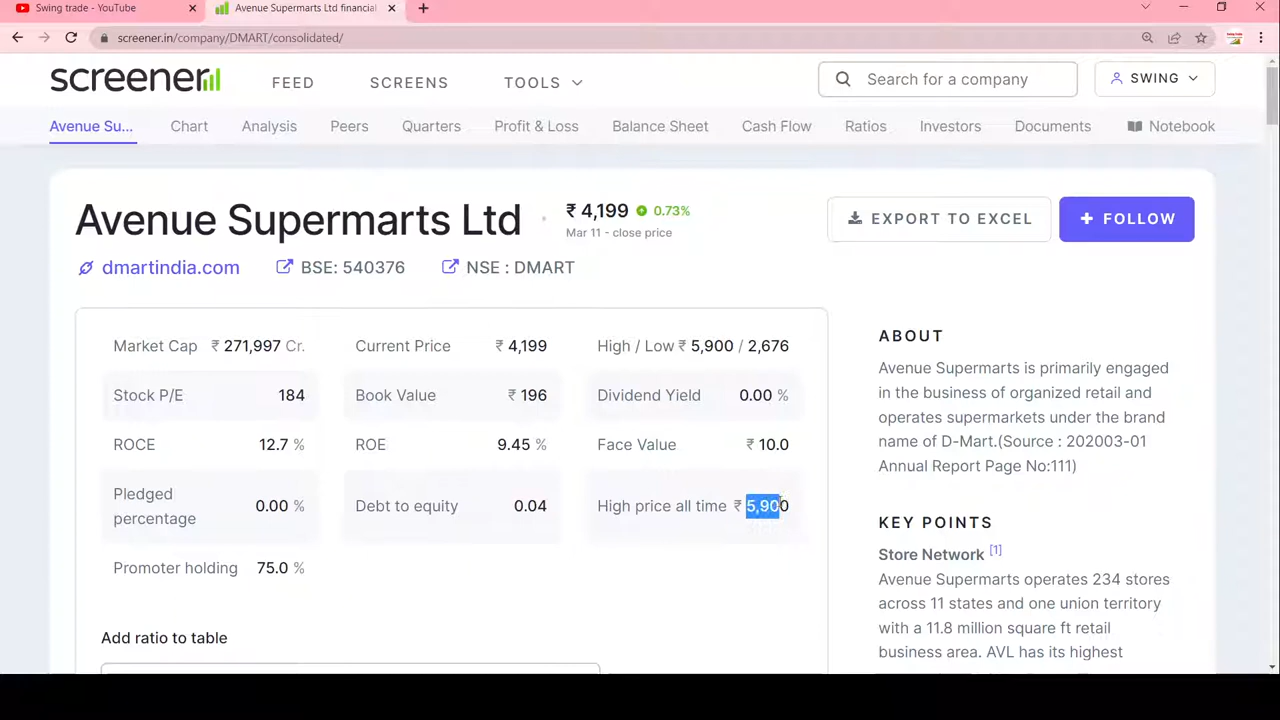 Swing trade - YouTube
Avenue Supermarts Ltd financial
screener.in/company/DMART/consolidated/
screener
FEED
SCREENS
TOOLS
Search for a company
SWING
Avenue Su...
Chart
Analysis
Peers
Quarters
Profit & Loss
Balance Sheet
Cash Flow
Ratios
Investors
Documents
Notebook
Avenue Supermarts Ltd
₹ 4,199 0.73%
Mar 11 - close price
EXPORT TO EXCEL
+ FOLLOW
dmartindia.com
BSE: 540376
NSE : DMART
Market Cap ₹ 271,997 Cr.
Current Price ₹ 4,199
High / Low ₹ 5,900 / 2,676
Stock P/E 184
Book Value ₹ 196
Dividend Yield 0.00 %
ROCE 12.7 %
ROE 9.45 %
Face Value ₹ 10.0
Pledged
percentage 0.00 %
Debt to equity 0.04
High price all time ₹ 5,900
Promoter holding 75.0 %
Add ratio to table
ABOUT
Avenue Supermarts is primarily engaged
in the business of organized retail and
operates supermarkets under the brand
name of D-Mart.(Source : 202003-01
Annual Report Page No:111)
KEY POINTS
Store Network [1]
Avenue Supermarts operates 234 stores
across 11 states and one union territory
with a 11.8 million square ft retail
business area. AVL has its highest